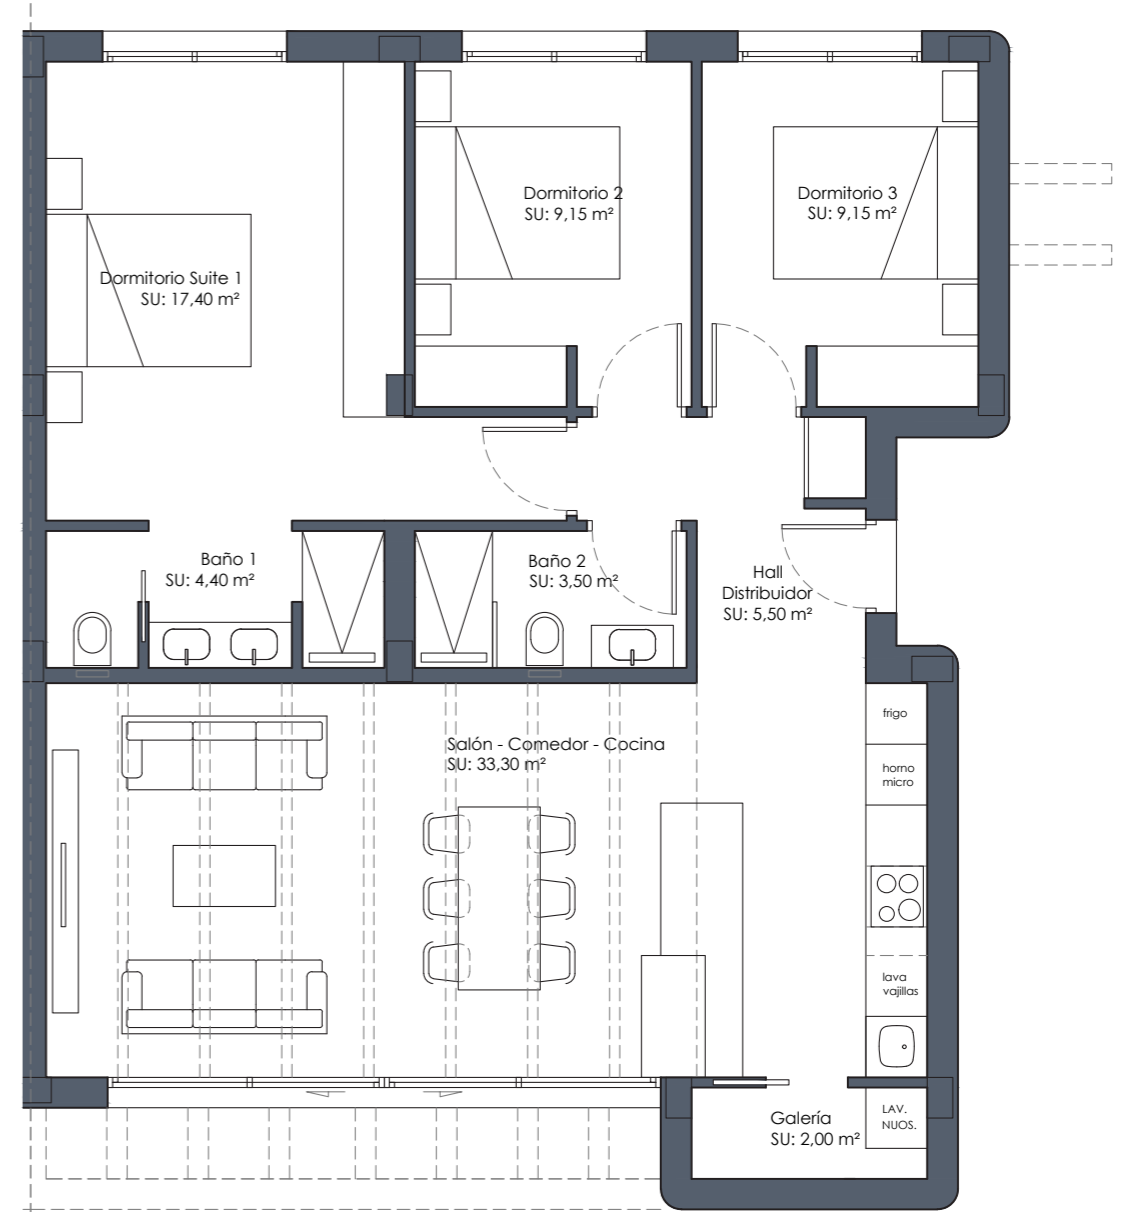 Dormitorio 2
SU: 9,15 m²
Dormitorio 3
SU: 9,15 m²
Dormitorio Suite 1
SU: 17,40 m²
Baño 1
SU: 4,40 m²
Baño 2
SU: 3,50 m²
Hall
Distribuidor
SU: 5,50 m²
Salón - Comedor - Cocina
SU: 33,30 m²
frigo
horno
micro
lava
vajillas
Galería
SU: 2,00 m²
LAV.
NUOS.